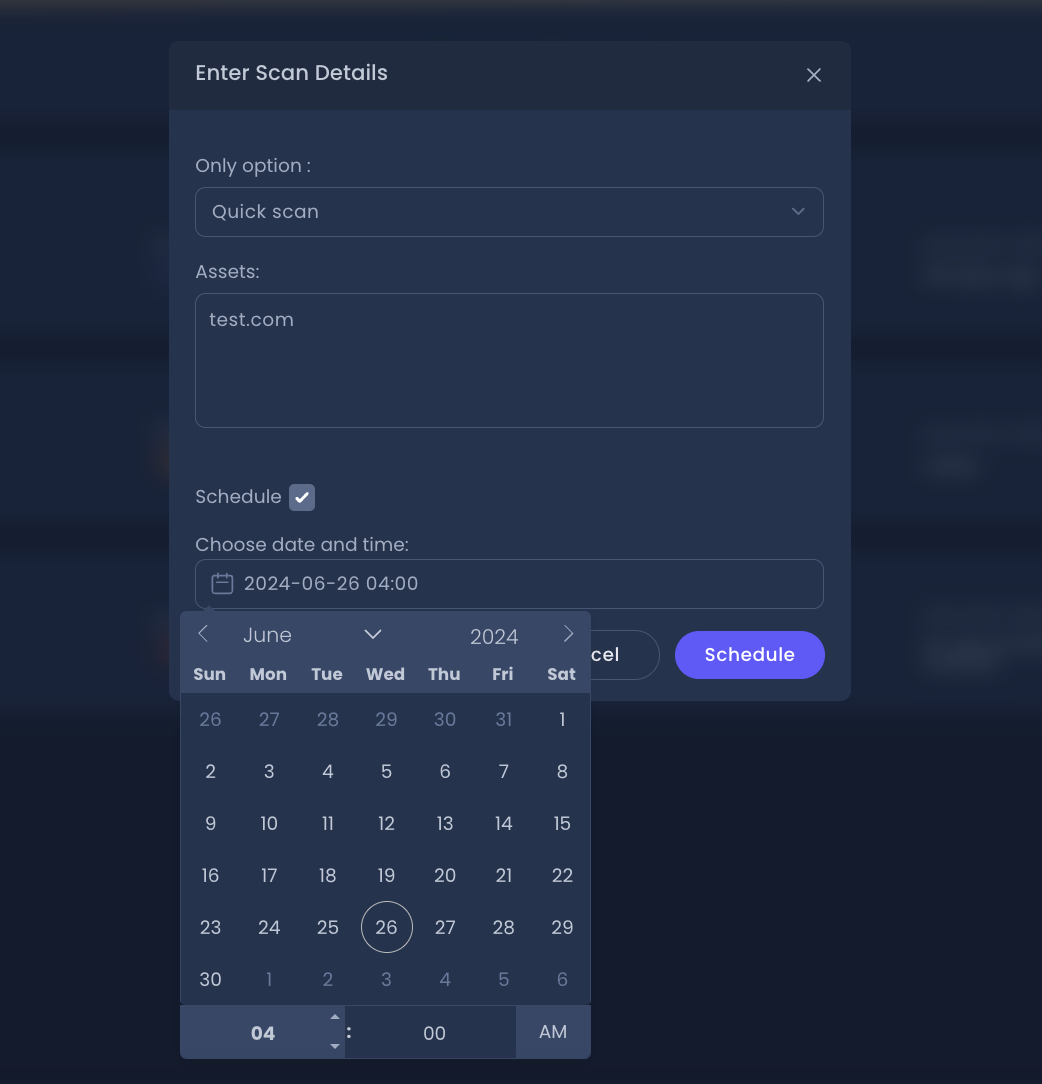 Enter Scan Details
Only option :
Quick scan
Assets:
test.com
Schedule
Choose date and time:
2024-06-26 04:00
June 2024
cel Schedule
Sun Mon Tue Wed Thu Fri Sat
26 27 28 29 30 31 1
2 3 4 5 6 7 8
9 10 11 12 13 14 15
16 17 18 19 20 21 22
23 24 25 26 27 28 29
30 1 2 3 4 5 6
04 : 00 AM